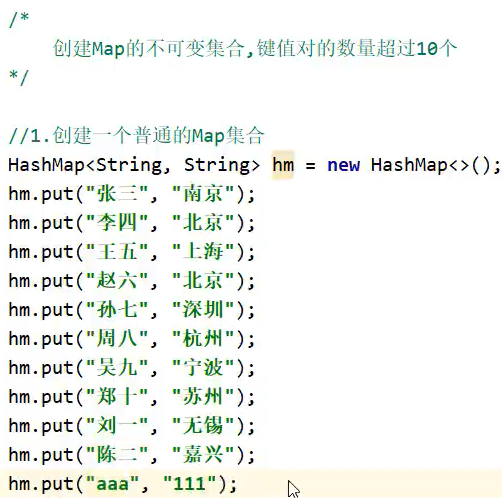 /*
创建Map的不可变集合,键值对的数量超过10个
*/
//1.创建一个普通的Map集合
HashMap<String, String> hm = new HashMap<>();
hm.put("张三", "南京");
hm.put("李四", "北京");
hm.put("王五", "上海");
hm.put("赵六", "北京");
hm.put("孙七", "深圳");
hm.put("周八", "杭州");
hm.put("吴九", "宁波");
hm.put("郑十", "苏州");
hm.put("刘一", "无锡");
hm.put("陈二", "嘉兴");
hm.put("aaa", "111");